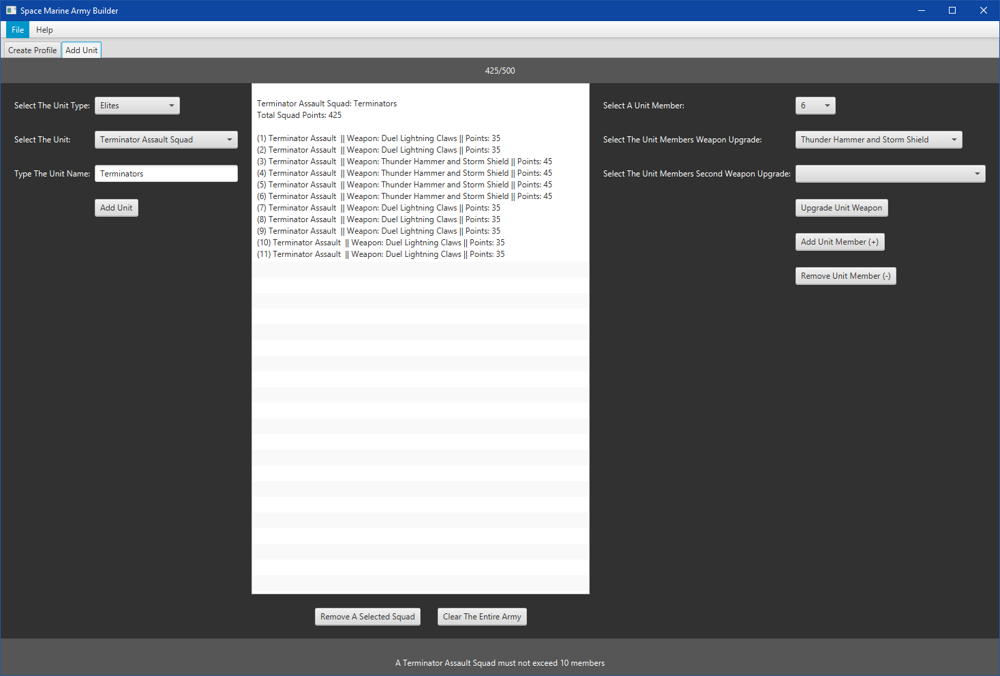 Space Marine Army Builder
File Help
Create Profile Add Unit
425/500
Select The Unit Type: Elites
Select The Unit: Terminator Assault Squad
Type The Unit Name: Terminators
Add Unit
Terminator Assault Squad: Terminators
Total Squad Points: 425
(1) Terminator Assault || Weapon: Duel Lightning Claws || Points: 35
(2) Terminator Assault || Weapon: Duel Lightning Claws || Points: 35
(3) Terminator Assault || Weapon: Thunder Hammer and Storm Shield || Points: 45
(4) Terminator Assault || Weapon: Thunder Hammer and Storm Shield || Points: 45
(5) Terminator Assault || Weapon: Thunder Hammer and Storm Shield || Points: 45
(6) Terminator Assault || Weapon: Thunder Hammer and Storm Shield || Points: 45
(7) Terminator Assault || Weapon: Duel Lightning Claws || Points: 35
(8) Terminator Assault || Weapon: Duel Lightning Claws || Points: 35
(9) Terminator Assault || Weapon: Duel Lightning Claws || Points: 35
(10) Terminator Assault || Weapon: Duel Lightning Claws || Points: 35
(11) Terminator Assault || Weapon: Duel Lightning Claws || Points: 35
Select A Unit Member: 6
Select The Unit Members Weapon Upgrade: Thunder Hammer and Storm Shield
Select The Unit Members Second Weapon Upgrade:
Upgrade Unit Weapon
Add Unit Member (+)
Remove Unit Member (-)
Remove A Selected Squad Clear The Entire Army
A Terminator Assault Squad must not exceed 10 members